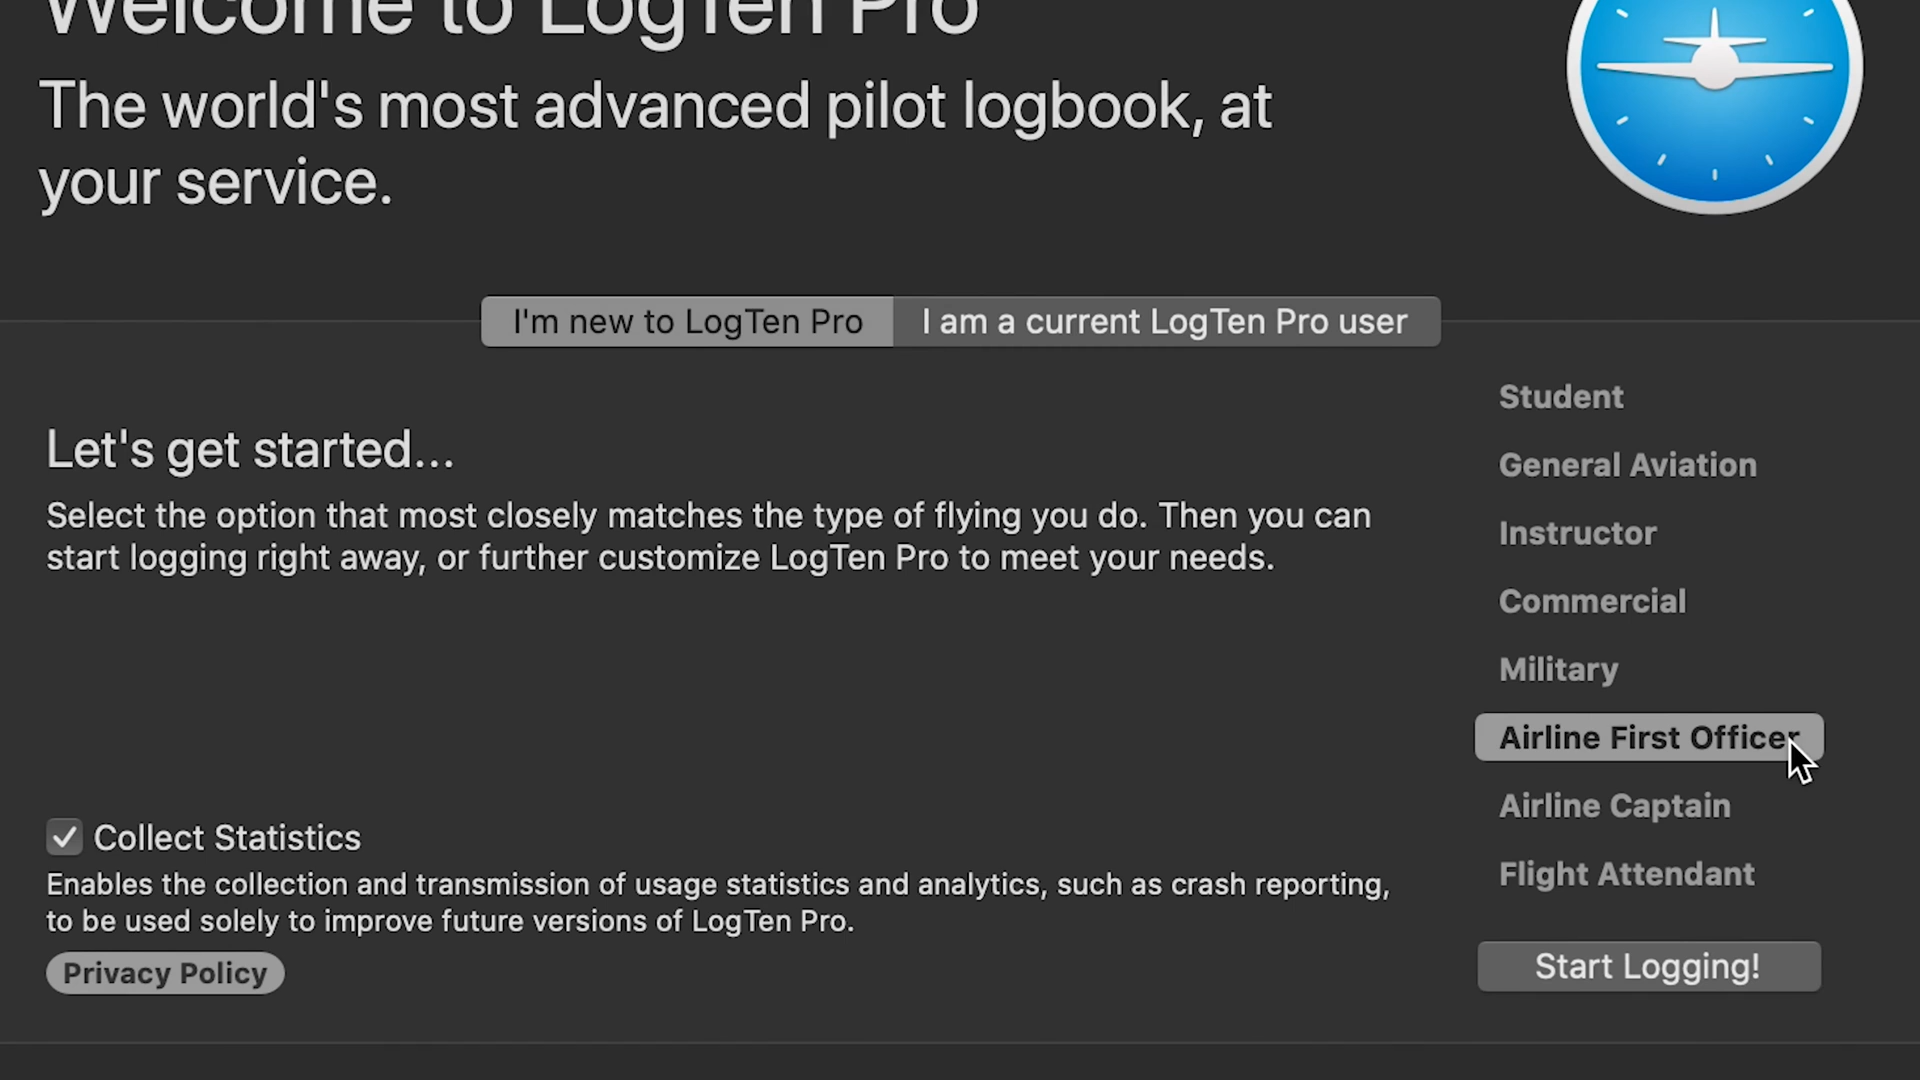 Welcome to LogTen Pro
The world's most advanced pilot logbook, at
your service.
I'm new to LogTen Pro
I am a current LogTen Pro user
Let's get started...
Select the option that most closely matches the type of flying you do. Then you can
start logging right away, or further customize LogTen Pro to meet your needs.
Student
General Aviation
Instructor
Commercial
Military
Airline First Officer
Airline Captain
Flight Attendant
Collect Statistics
Enables the collection and transmission of usage statistics and analytics, such as crash reporting,
to be used solely to improve future versions of LogTen Pro.
Privacy Policy
Start Logging!